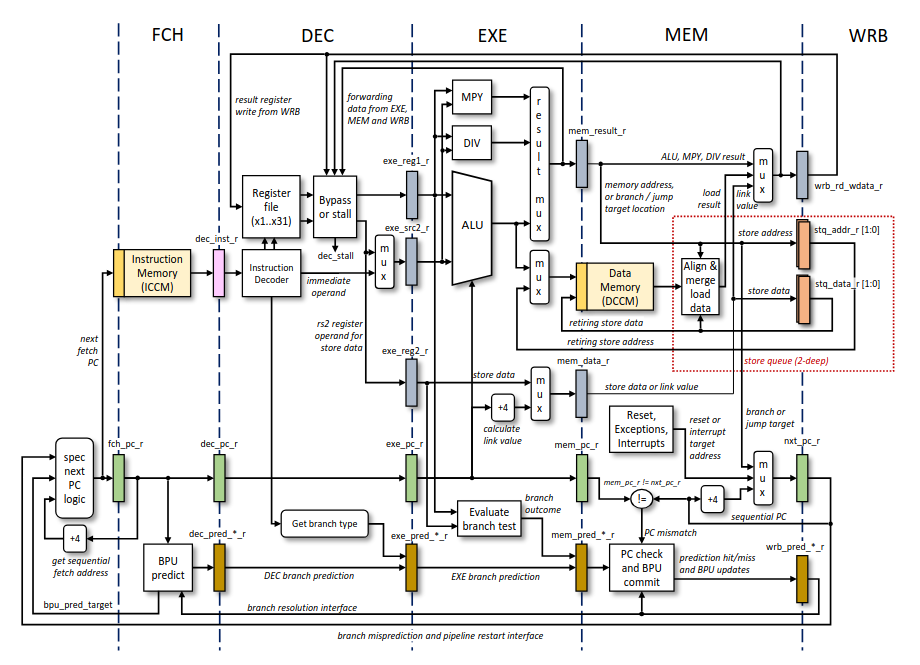 FCH
DEC
EXE
MEM
WRB
result register
write from WRB
forwarding
data from EXE,
MEM and WRB
MPY
DIV
ALU
r
e
s
u
l
t
m
u
x
mem_result_r
ALU, MPY, DIV result
memory address,
or branch / jump
target location
load
result
link
value
m
u
x
wrb_rd_wdata_r
exe_reg1_r
Register
file
(x1..x31)
Bypass
or stall
exe_src2_r
dec_stall
m
u
x
dec_inst_r
Instruction
Memory
(ICCM)
Instruction
Decoder
immediate
operand
m
u
x
Data
Memory
(DCCM)
Align &
merge
load
data
store address
stq_addr_r [1:0]
store data
stq_data_r [1:0]
retiring store data
retiring store address
store queue (2-deep)
next
fetch
PC
rs2 register
operand for
store data
exe_reg2_r
store data
m
u
x
mem_data_r
store data or link value
+4
calculate
link value
Reset,
Exceptions,
Interrupts
reset or
interrupt
target
address
branch or
jump target
spec
next
PC
logic
fch_pc_r
dec_pc_r
exe_pc_r
mem_pc_r
nxt_pc_r
m
u
x
mem_pc_r != nxt_pc_r
!=
+4
sequential PC
PC mismatch
+4
get sequential
fetch address
Get branch type
Evaluate
branch test
branch
outcome
BPU
predict
dec_pred_*_r
exe_pred_*_r
mem_pred_*_r
wrb_pred_*_r
DEC branch prediction
EXE branch prediction
PC check
and BPU
commit
prediction hit/miss
and BPU updates
bpu_pred_target
branch resolution interface
branch misprediction and pipeline restart interface